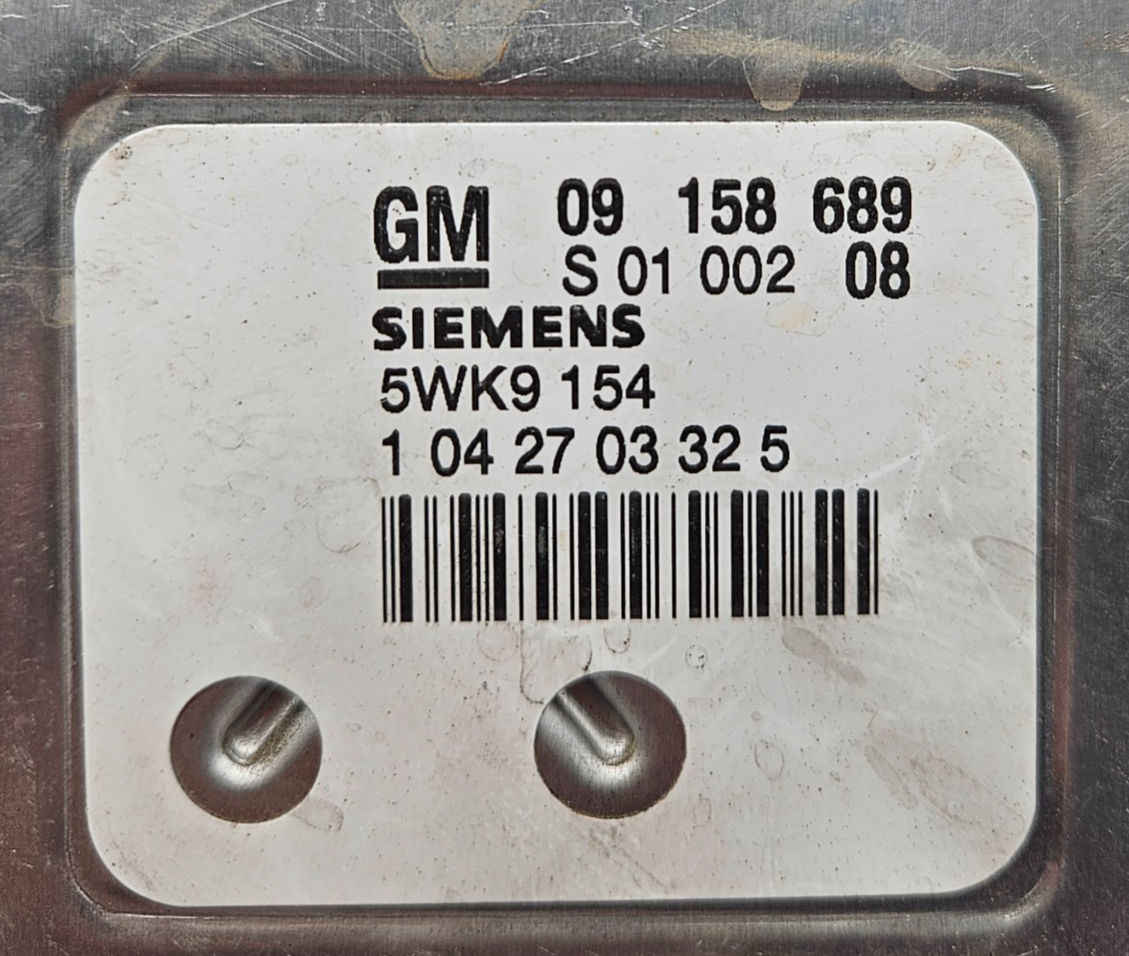 GM 09 158 689
S 01 002 08
SIEMENS
5WK9 154
1 04 27 03 32 5